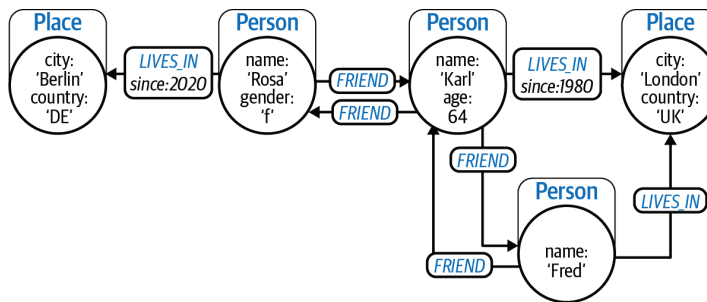 Place
city:
'Berlin'
country:
'DE'
LIVES_IN
since:2020
Person
name:
'Rosa'
gender:
'f'
FRIEND
FRIEND
Person
name:
'Karl'
age:
64
LIVES_IN
since:1980
Place
city:
'London'
country:
'UK'
FRIEND
Person
LIVES_IN
name:
'Fred'
FRIEND